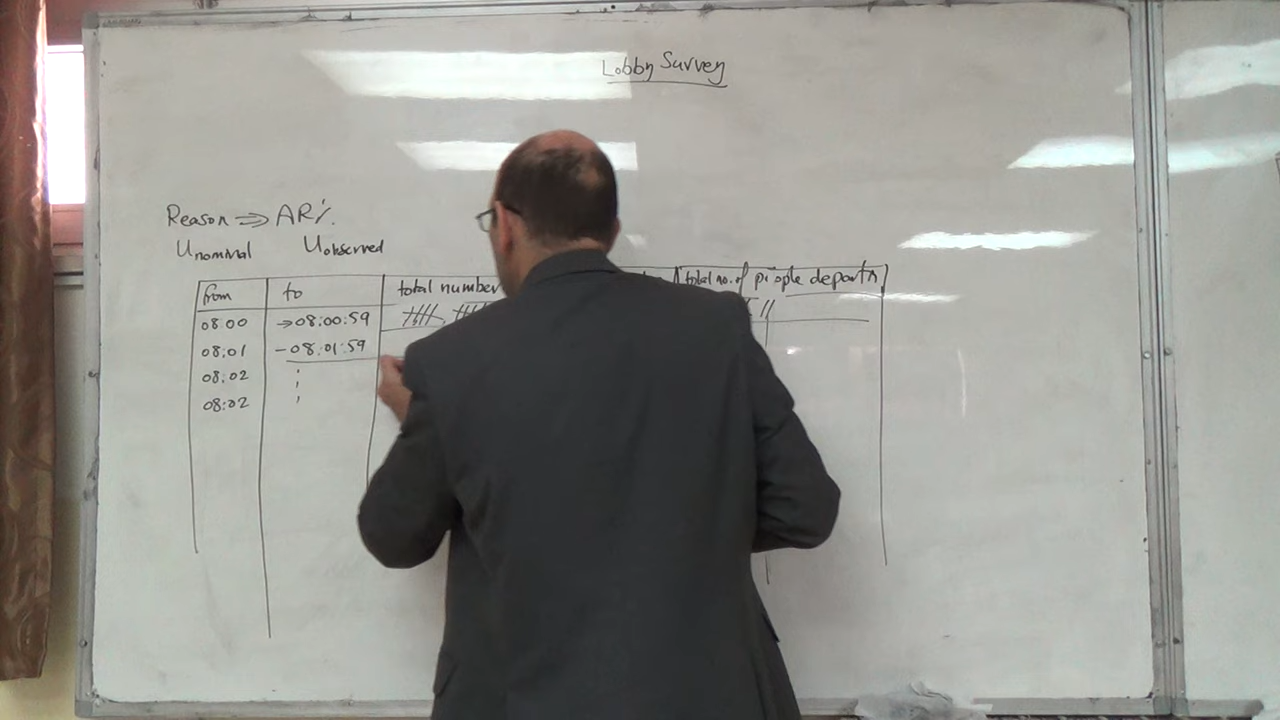 Lobby Survey
Reason => AR%
Unominal Uobserved
from to total number total no. of people departn
08:00 → 08:00:59 //
08:01 - 08:01:59
08:02
08:02